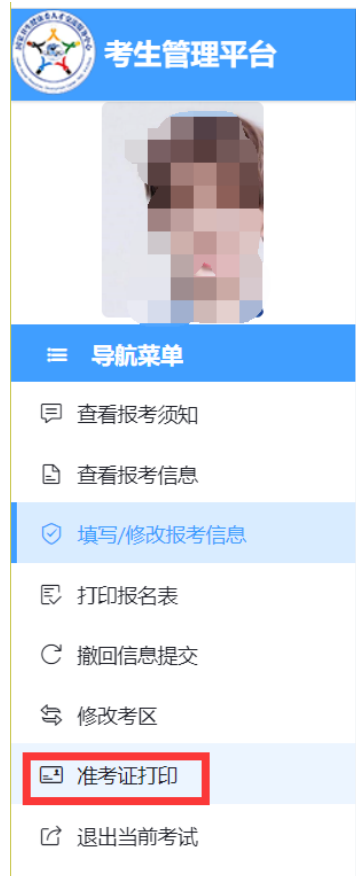 考生管理平台
导航菜单
查看报考须知
查看报考信息
填写/修改报考信息
打印报名表
撤回信息提交
修改考区
准考证打印
退出当前考试